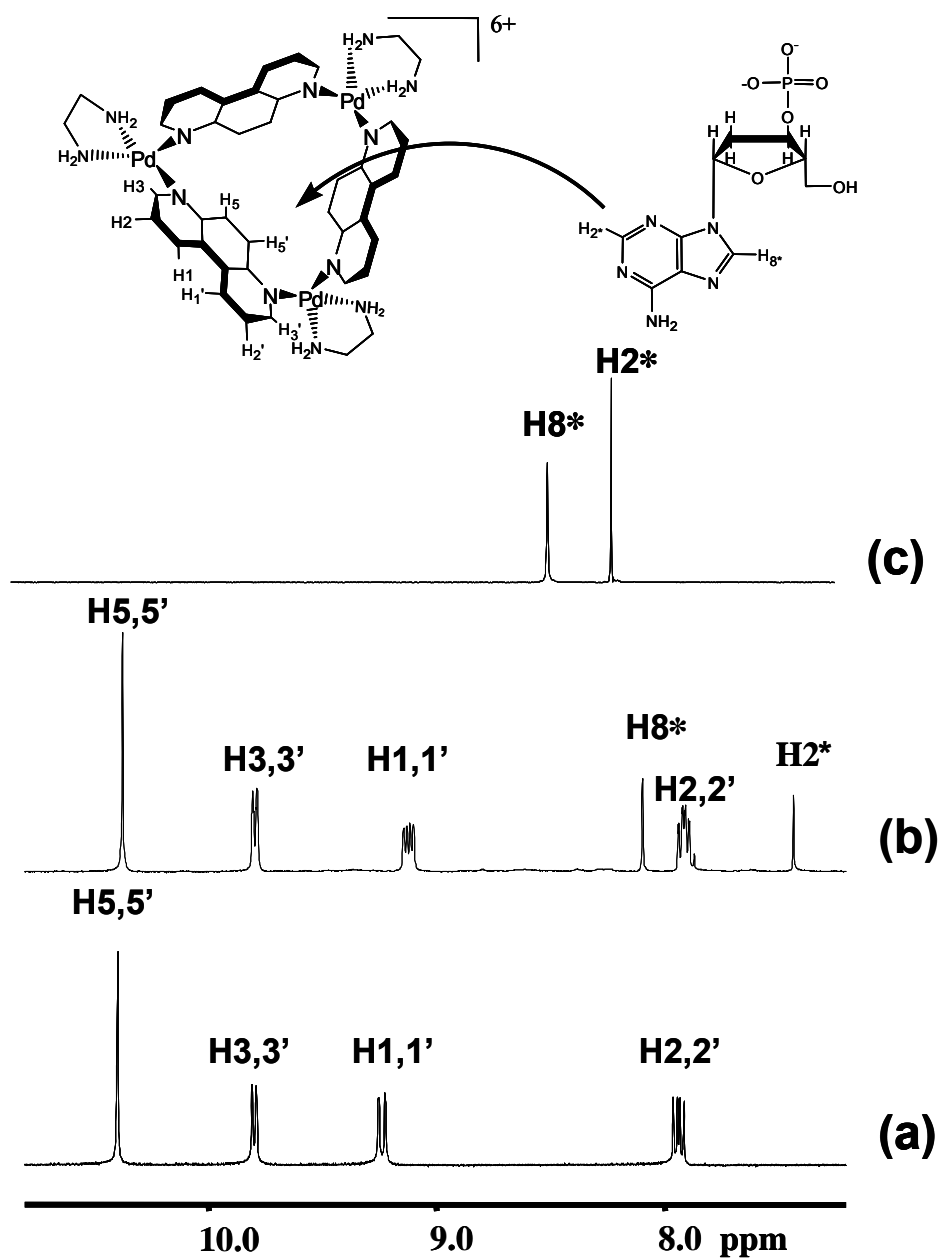 6+
H₂N
H₂N
Pd
N
NH₂
H₂N
Pd
N
N
H3
N
H2
H5
H5'
H1
H₁'
N
N
Pd
NH₂
H₂N
H₃'
H₂'
O⁻
-O
P
O
O
H
H
H
H
H
O
OH
H₂*
N
N
N
N
H₈*
NH₂
H2*
H8*
(c)
H5,5’
H3,3’
H1,1’
H8*
H2,2’
H2*
(b)
H5,5’
H3,3’
H1,1’
H2,2’
(a)
10.0 9.0 8.0 ppm